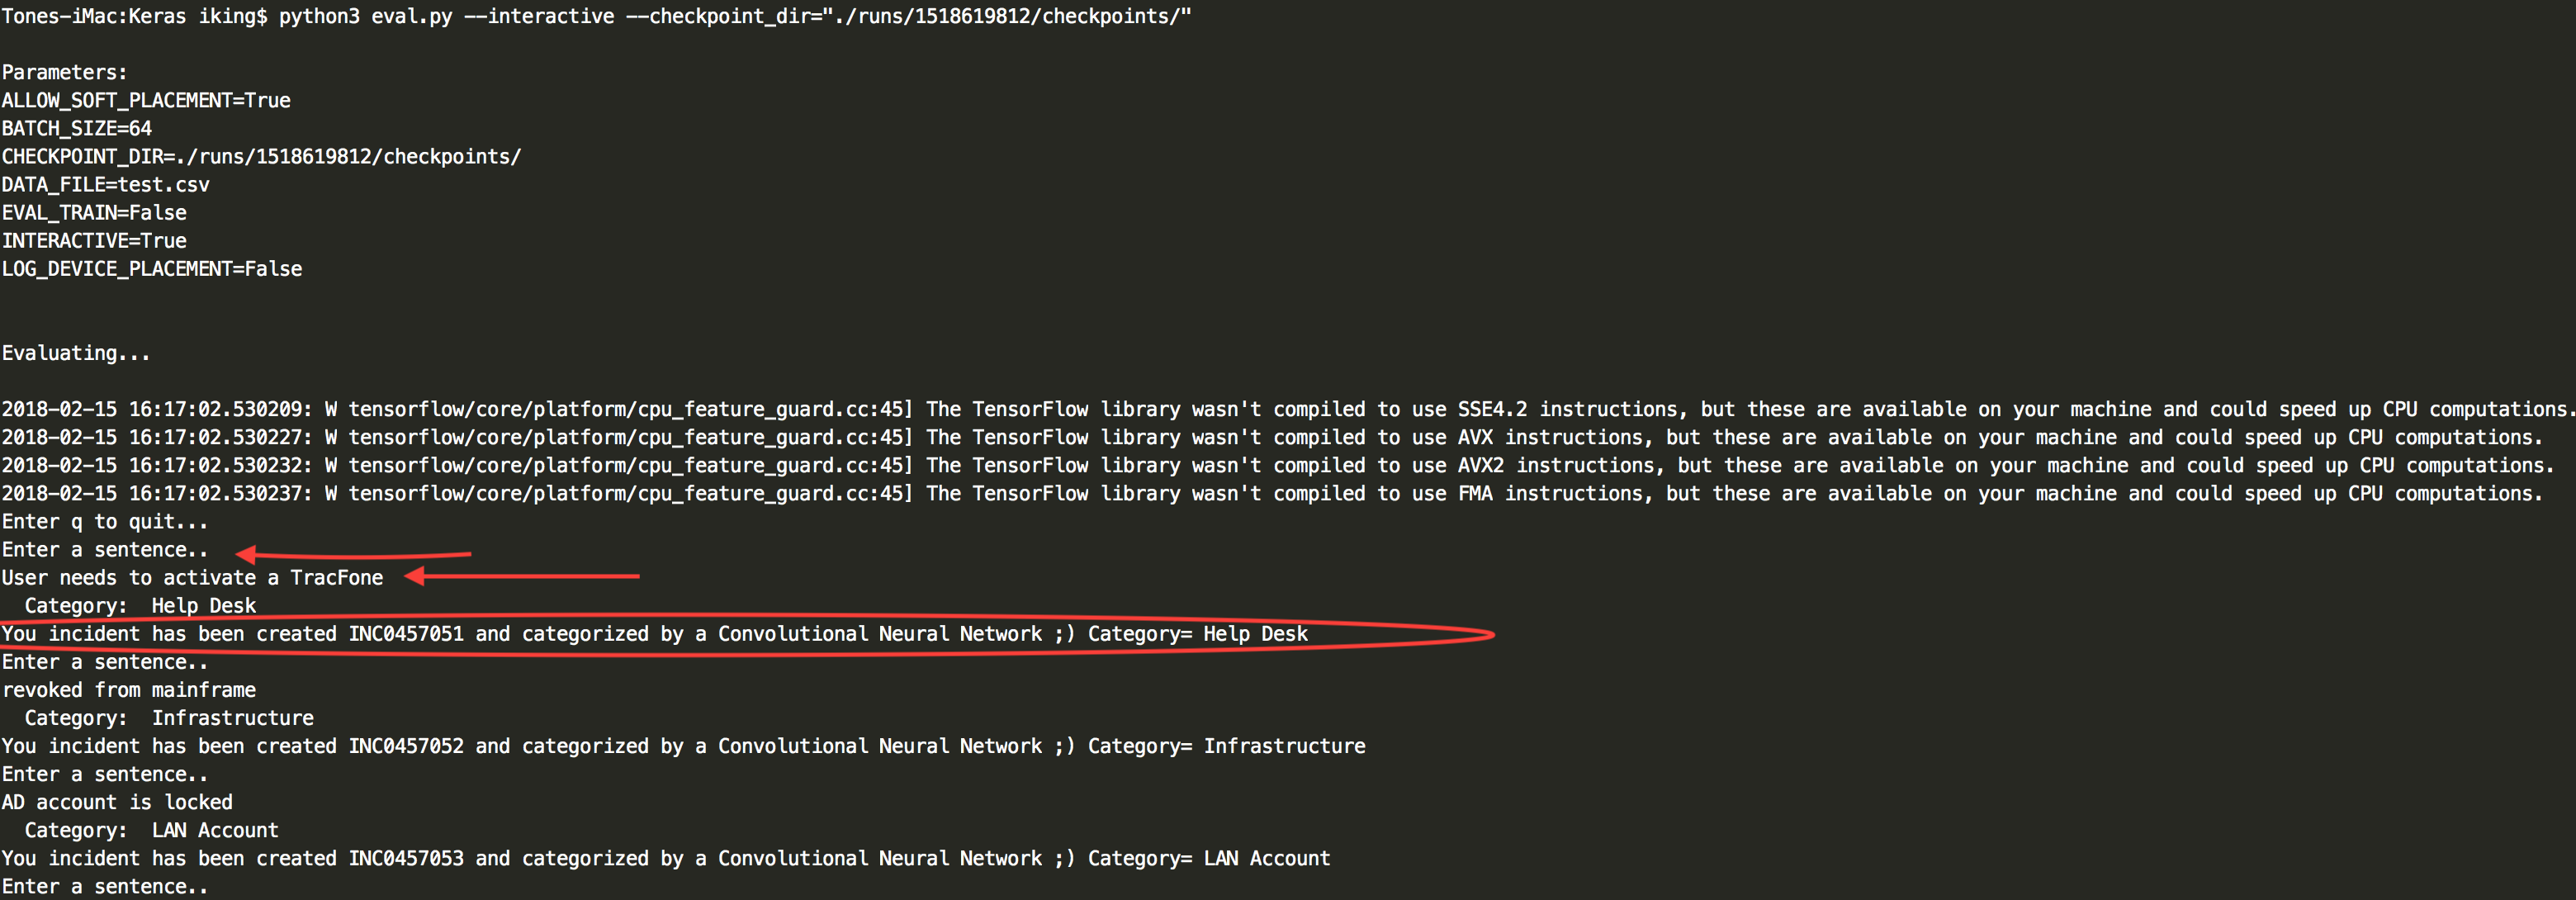 Tones-iMac:Keras iking$ python3 eval.py --interactive --checkpoint_dir="./runs/1518619812/checkpoints/"
Parameters:
ALLOW_SOFT_PLACEMENT=True
BATCH_SIZE=64
CHECKPOINT_DIR=./runs/1518619812/checkpoints/
DATA_FILE=test.csv
EVAL_TRAIN=False
INTERACTIVE=True
LOG_DEVICE_PLACEMENT=False
Evaluating...
2018-02-15 16:17:02.530209: W tensorflow/core/platform/cpu_feature_guard.cc:45] The TensorFlow library wasn't compiled to use SSE4.2 instructions, but these are available on your machine and could speed up CPU computations.
2018-02-15 16:17:02.530227: W tensorflow/core/platform/cpu_feature_guard.cc:45] The TensorFlow library wasn't compiled to use AVX instructions, but these are available on your machine and could speed up CPU computations.
2018-02-15 16:17:02.530232: W tensorflow/core/platform/cpu_feature_guard.cc:45] The TensorFlow library wasn't compiled to use AVX2 instructions, but these are available on your machine and could speed up CPU computations.
2018-02-15 16:17:02.530237: W tensorflow/core/platform/cpu_feature_guard.cc:45] The TensorFlow library wasn't compiled to use FMA instructions, but these are available on your machine and could speed up CPU computations.
Enter q to quit...
Enter a sentence..
User needs to activate a TracFone
  Category:  Help Desk
You incident has been created INC0457051 and categorized by a Convolutional Neural Network ;) Category= Help Desk
Enter a sentence..
revoked from mainframe
  Category:  Infrastructure
You incident has been created INC0457052 and categorized by a Convolutional Neural Network ;) Category= Infrastructure
Enter a sentence..
AD account is locked
  Category:  LAN Account
You incident has been created INC0457053 and categorized by a Convolutional Neural Network ;) Category= LAN Account
Enter a sentence..